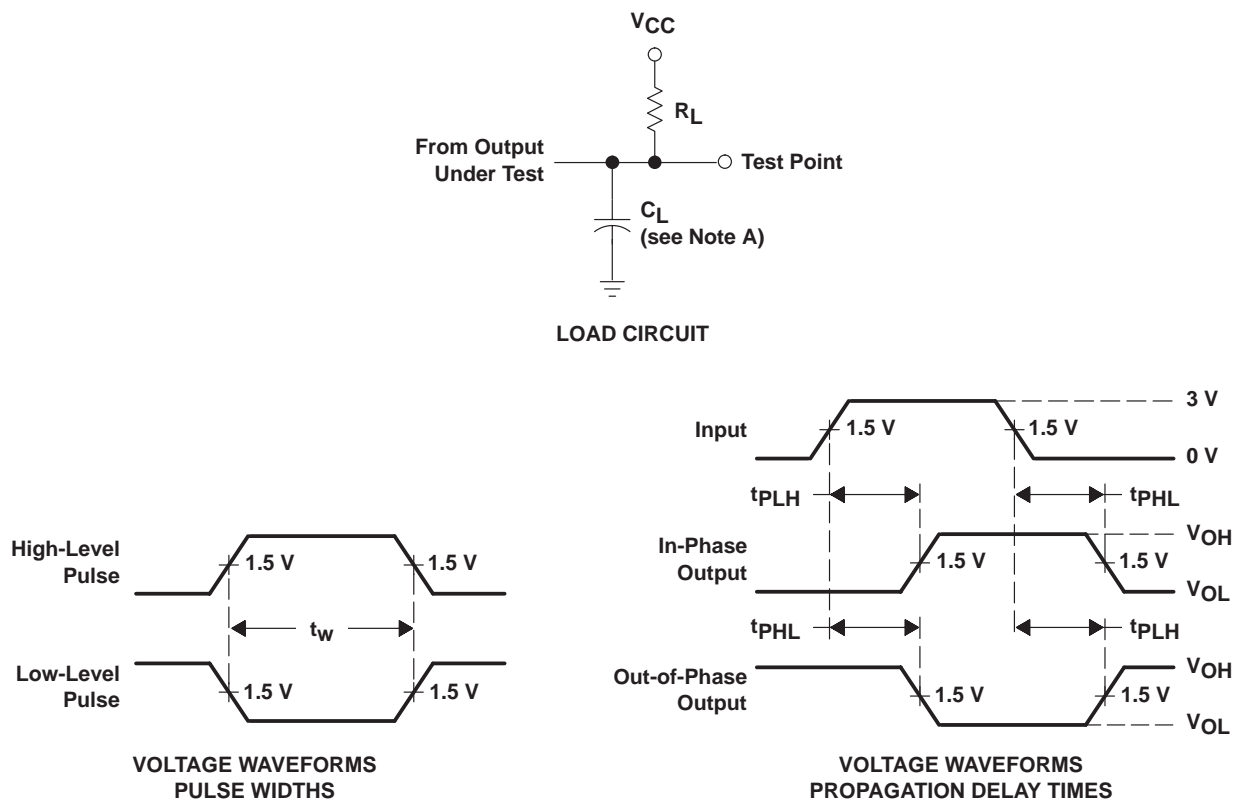 VCC
RL
From Output
Under Test
Test Point
CL
(see Note A)
LOAD CIRCUIT
High-Level
Pulse
1.5 V
1.5 V
tw
Low-Level
Pulse
1.5 V
1.5 V
VOLTAGE WAVEFORMS
PULSE WIDTHS
Input
1.5 V
1.5 V
3 V
0 V
tPLH
tPHL
In-Phase
Output
1.5 V
1.5 V
VOH
VOL
tPHL
tPLH
Out-of-Phase
Output
1.5 V
1.5 V
VOH
VOL
VOLTAGE WAVEFORMS
PROPAGATION DELAY TIMES